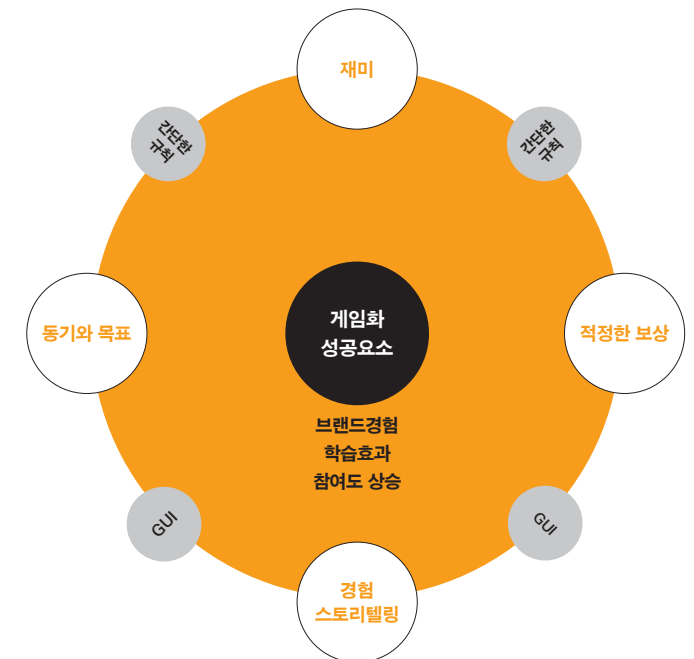 재미
간단한
규칙
간단한
규칙
동기와 목표
게임화
성공요소
적정한 보상
브랜드경험
학습효과
참여도 상승
GUI
GUI
경험
스토리텔링